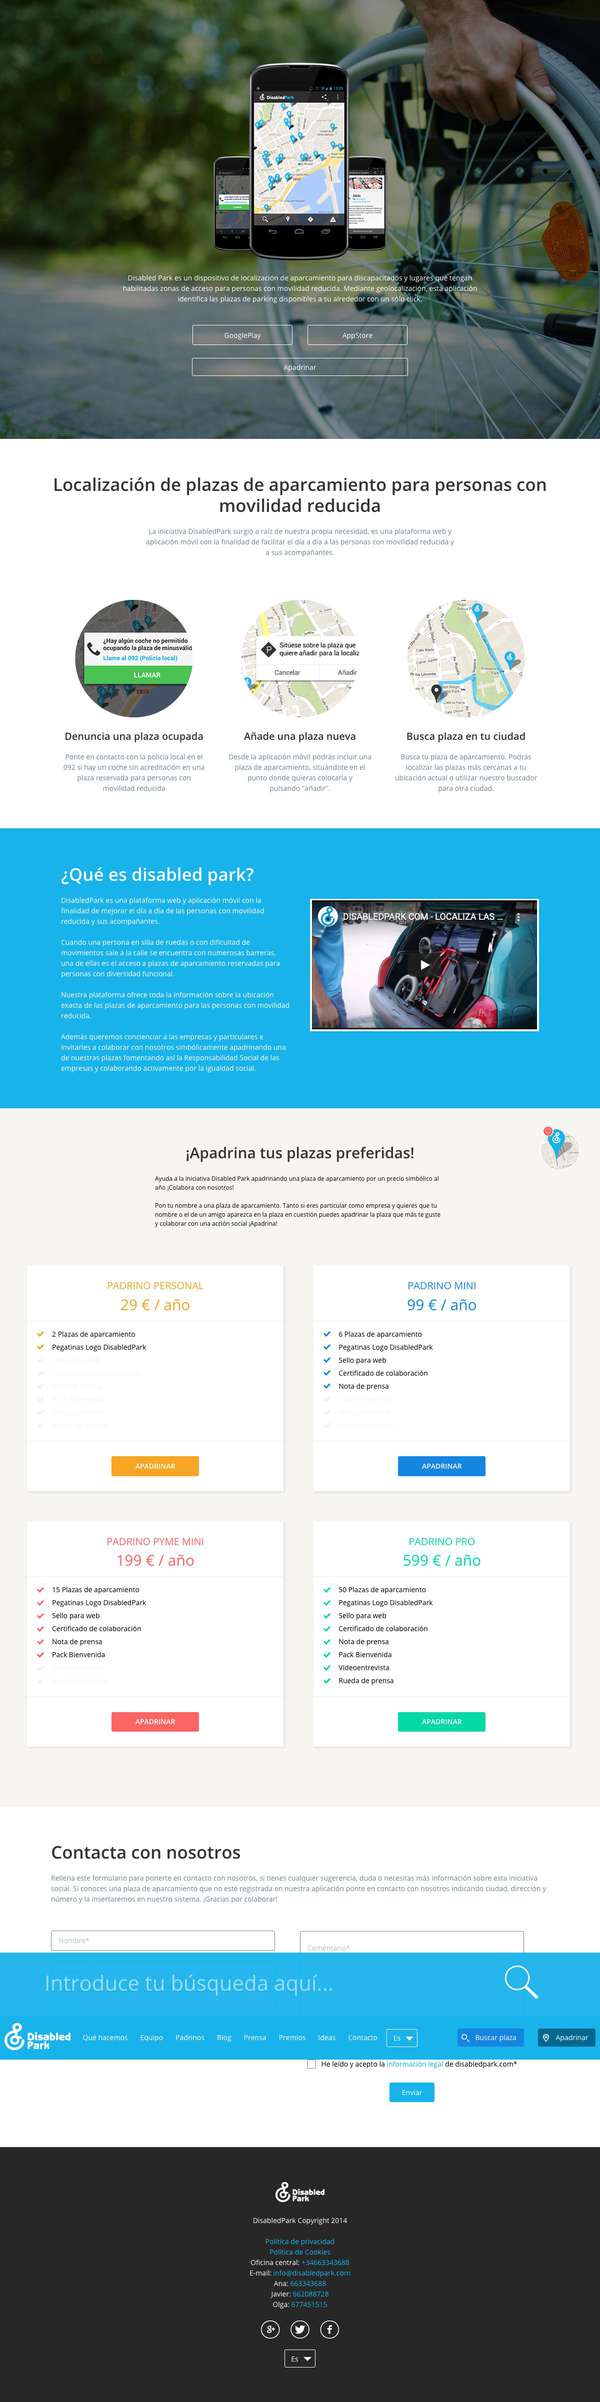 DisabledPark
LLAMAR
Disabled Park es un dispositivo de localización de aparcamiento para discapacitados y lugares que tengan
habilitadas zonas de acceso para personas con movilidad reducida. Mediante geolocalización, esta aplicación
identifica las plazas de parking disponibles a su alrededor con un sólo click.
GooglePlay
AppStore
Apadrinar
Localización de plazas de aparcamiento para personas con
movilidad reducida
La iniciativa DisabledPark surgió a raíz de nuestra propia necesidad, es una plataforma web y
aplicación móvil con la finalidad de facilitar el día a día a las personas con movilidad reducida y
a sus acompañantes.
¿Hay algún coche no permitido
ocupando la plaza de minusválid
Llame al 092 (Policía local)
LLAMAR
Sitúese sobre la plaza que
quiere añadir para la localiz
Cancelar
Añadir
Denuncia una plaza ocupada
Ponte en contacto con la policía local en el
092 si hay un coche sin acreditación en una
plaza reservada para personas con
movilidad reducida
Añade una plaza nueva
Desde la aplicación móvil podrás incluir una
plaza de aparcamiento, situándote en el
punto donde quieras colocarla y
pulsando “añadir”.
Busca plaza en tu ciudad
Busca tu plaza de aparcamiento. Podrás
localizar las plazas más cercanas a tu
ubicación actual o utilizar nuestro buscador
para otra ciudad.
¿Qué es disabled park?
DisabledPark es una plataforma web y aplicación móvil con la
finalidad de mejorar el día a día de las personas con movilidad
reducida y sus acompañantes.
Cuando una persona en silla de ruedas o con dificultad de
movimientos sale a la calle se encuentra con numerosas barreras,
una de ellas es el acceso a plazas de aparcamiento reservadas para
personas con diversidad funcional.
Nuestra plataforma ofrece toda la información sobre la ubicación
exacta de las plazas de aparcamiento para las personas con movilidad
reducida.
Además queremos concienciar a las empresas y particulares e
invitarles a colaborar con nosotros simbólicamente apadrinando una
de nuestras plazas fomentando así la Responsabilidad Social de las
empresas y colaborando activamente por la igualdad social.
DISABLEDPARK COM - LOCALIZA LAS ...
¡Apadrina tus plazas preferidas!
Ayuda a la iniciativa Disabled Park apadrinando una plaza de aparcamiento por un precio simbólico al
año ¡Colabora con nosotros!
Pon tu nombre a una plaza de aparcamiento. Tanto si eres particular como empresa y quieres que tu
nombre o el de un amigo aparezca en la plaza en cuestión puedes apadrinar la plaza que más te guste
y colaborar con una acción social ¡Apadrina!
PADRINO PERSONAL
29 € / año
2 Plazas de aparcamiento
Pegatinas Logo DisabledPark
APADRINAR
PADRINO MINI
99 € / año
6 Plazas de aparcamiento
Pegatinas Logo DisabledPark
Sello para web
Certificado de colaboración
Nota de prensa
APADRINAR
PADRINO PYME MINI
199 € / año
15 Plazas de aparcamiento
Pegatinas Logo DisabledPark
Sello para web
Certificado de colaboración
Nota de prensa
Pack Bienvenida
APADRINAR
PADRINO PRO
599 € / año
50 Plazas de aparcamiento
Pegatinas Logo DisabledPark
Sello para web
Certificado de colaboración
Nota de prensa
Pack Bienvenida
Videoentrevista
Rueda de prensa
APADRINAR
Contacta con nosotros
Rellena este formulario para ponerte en contacto con nosotros, si tienes cualquier sugerencia, duda o necesitas más información sobre esta iniciativa
social. Si conoces una plaza de aparcamiento que no esté registrada en nuestra aplicación ponte en contacto con nosotros indicando ciudad, dirección y
número y la insertaremos en nuestro sistema. ¡Gracias por colaborar!
Nombre*
Comentario*
Introduce tu búsqueda aquí...
Disabled
Park
Qué hacemos
Equipo
Padrinos
Blog
Prensa
Premios
Ideas
Contacto
Es
Buscar plaza
Apadrinar
He leído y acepto la información legal de disabledpark.com*
Enviar
Disabled
Park
DisabledPark Copyright 2014
Política de privacidad
Política de Cookies
Oficina central: +34663343688
E-mail: info@disabledpark.com
Ana: 663343688
Javier: 662088728
Olga: 677451515
Es